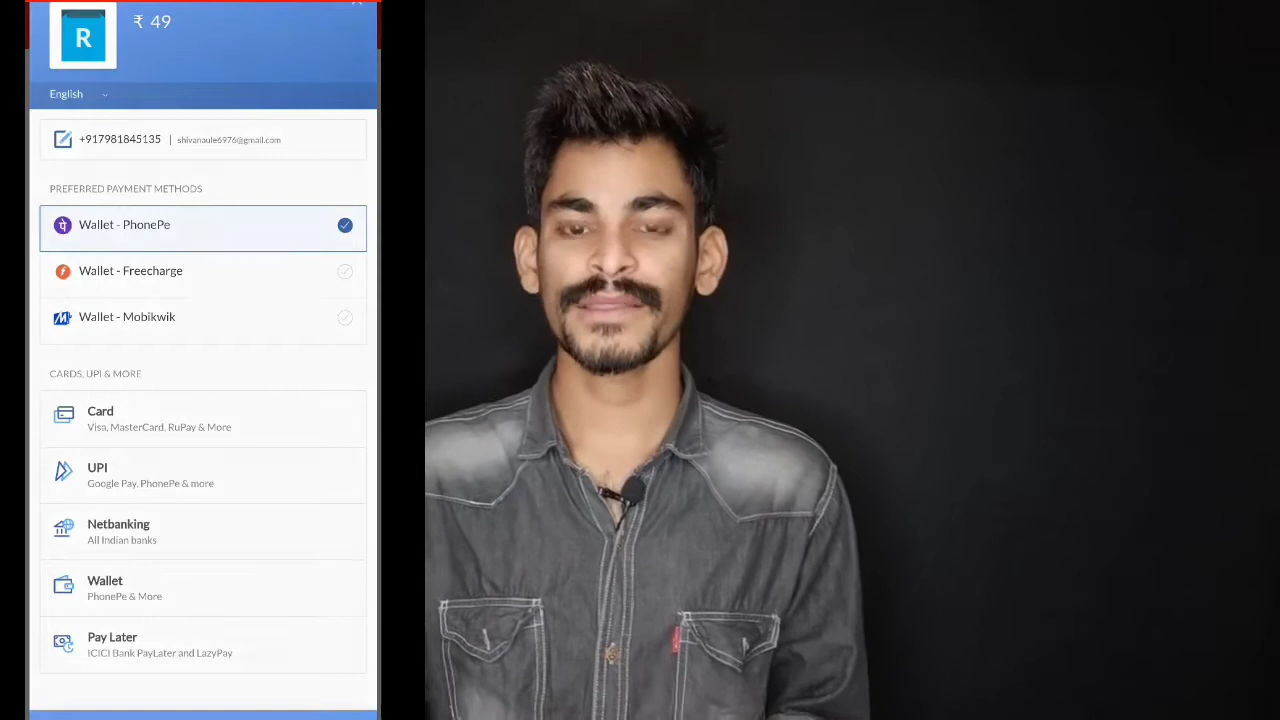 R
₹ 49
English
+917981845135 | shivanaule6976@gmail.com
PREFERRED PAYMENT METHODS
Wallet - PhonePe
Wallet - Freecharge
Wallet - Mobikwik
CARDS, UPI & MORE
Card
Visa, MasterCard, RuPay & More
UPI
Google Pay, PhonePe & more
Netbanking
All Indian banks
Wallet
PhonePe & More
Pay Later
ICICI Bank PayLater and LazyPay